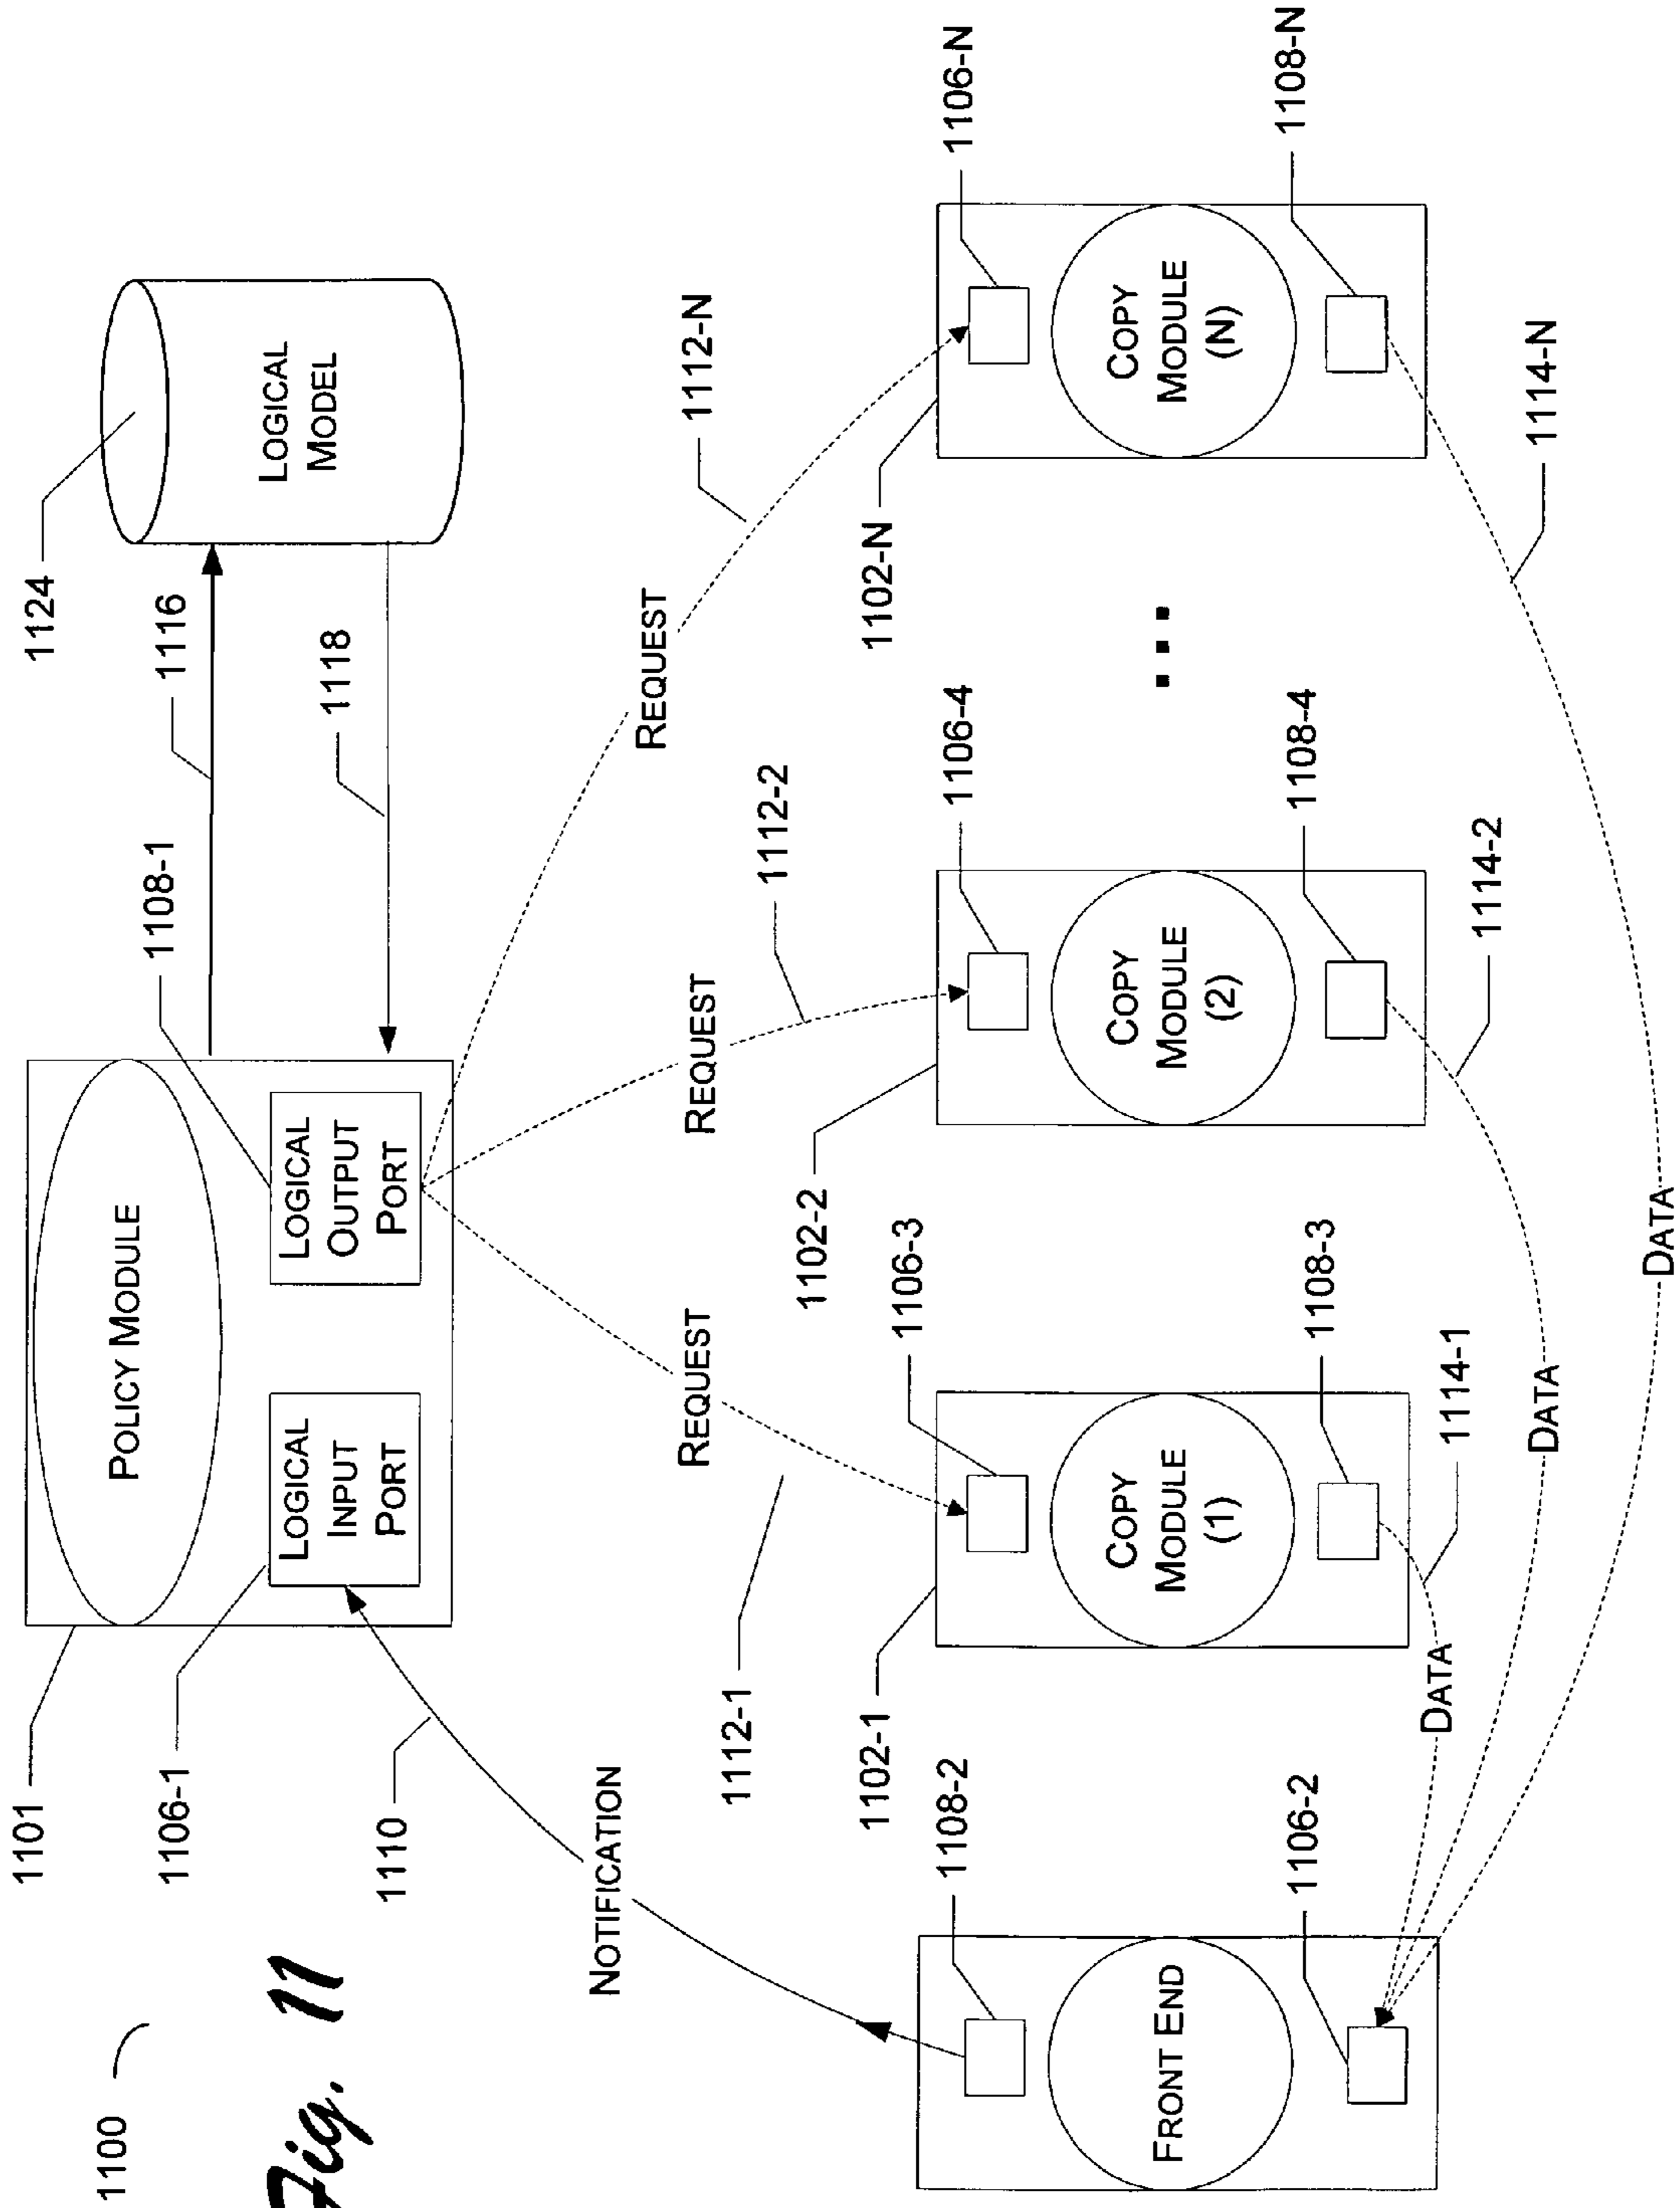 1100
Fig. 11
1101
1106-1
1110
POLICY MODULE
LOGICAL
INPUT
PORT
LOGICAL
OUTPUT
PORT
1108-1
1116
1118
1124
LOGICAL
MODEL
NOTIFICATION
REQUEST
REQUEST
REQUEST
1112-1
1112-2
1112-N
1108-2
FRONT END
1106-2
1102-1
1106-3
COPY
MODULE
(1)
1108-3
1102-2
1106-4
COPY
MODULE
(2)
1108-4
...
1102-N
1106-N
COPY
MODULE
(N)
1108-N
DATA
1114-1
DATA
1114-2
DATA
1114-N